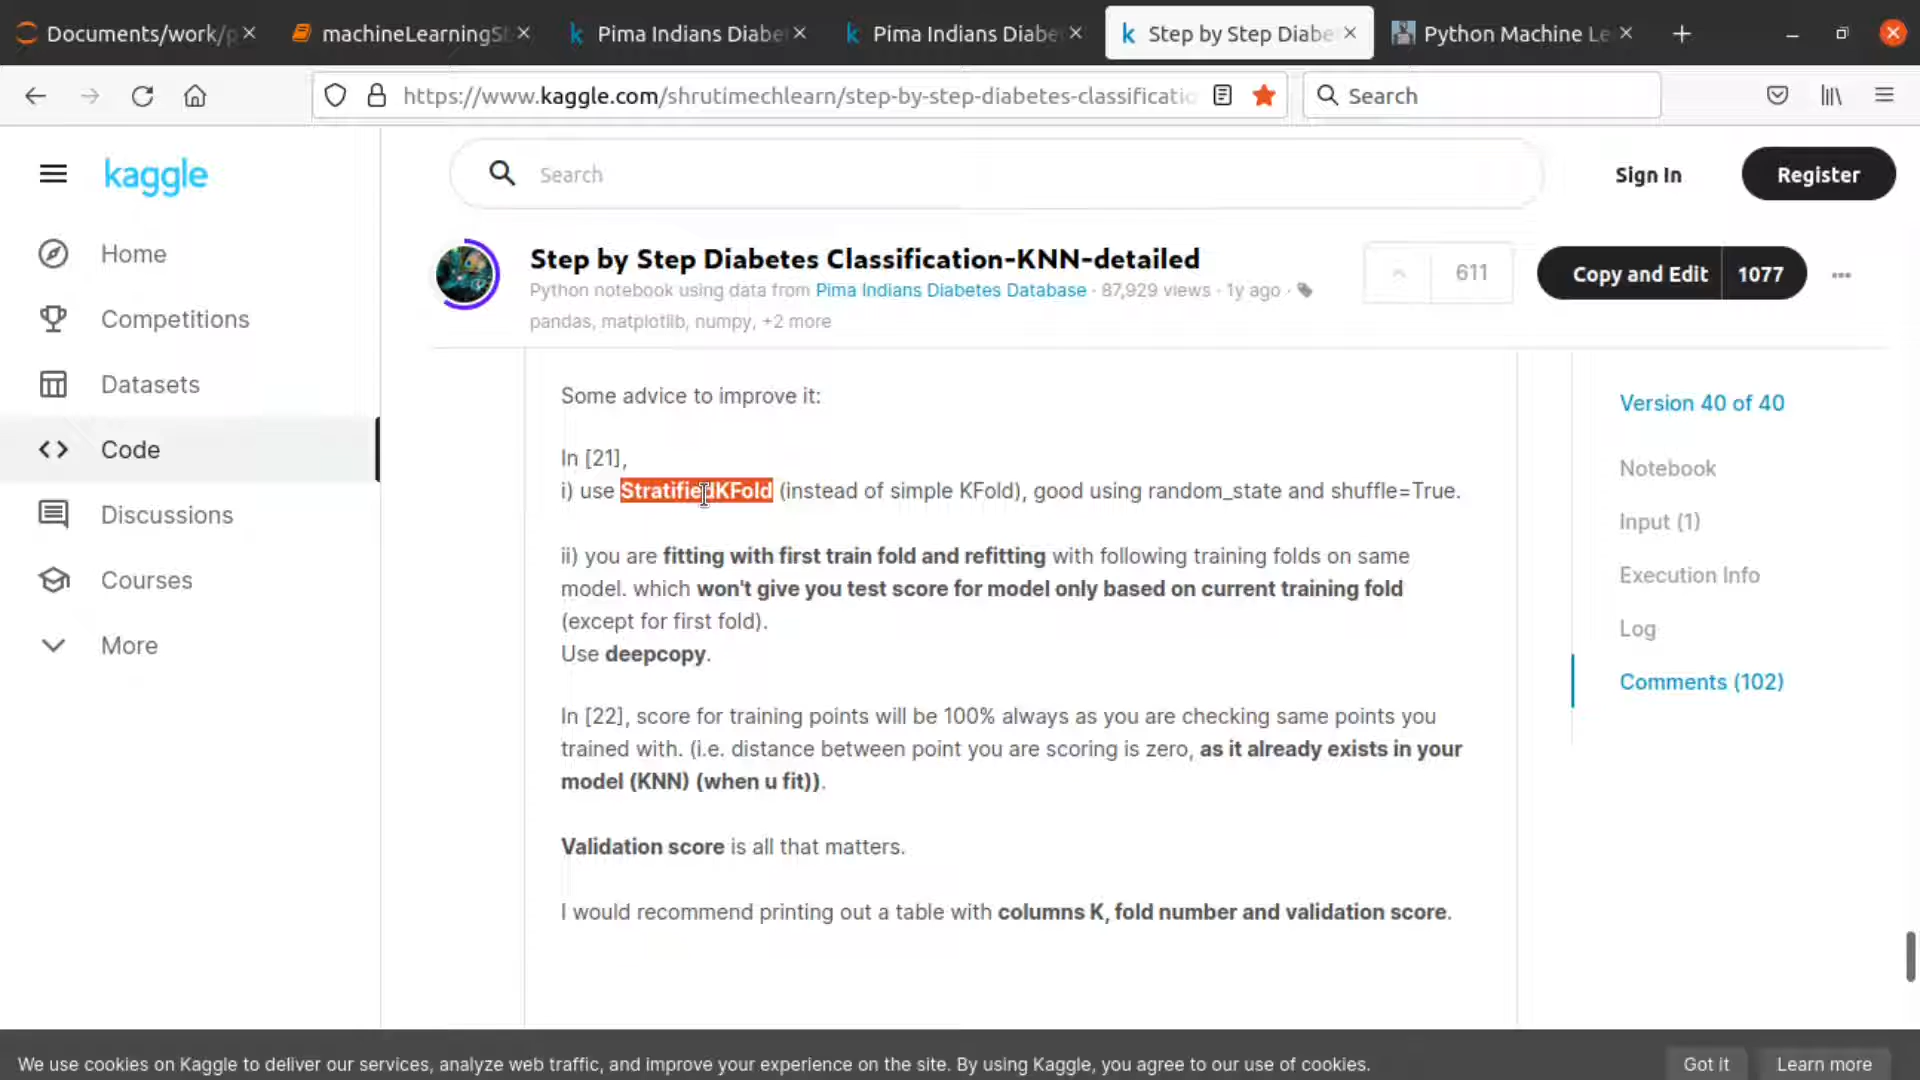 Documents/work/p
machineLearningS
Pima Indians Diabe
Pima Indians Diabe
Step by Step Diabe
Python Machine Le
https://www.kaggle.com/shrutimechlearn/step-by-step-diabetes-classificatio
Search
kaggle
Search
Sign In
Register
Home
Competitions
Datasets
Code
Discussions
Courses
More
Step by Step Diabetes Classification-KNN-detailed
Python notebook using data from Pima Indians Diabetes Database · 87,929 views · 1y ago ·
pandas, matplotlib, numpy, +2 more
611
Copy and Edit 1077
Some advice to improve it:
In [21],
i) use StratifiedKFold (instead of simple KFold), good using random_state and shuffle=True.
ii) you are fitting with first train fold and refitting with following training folds on same
model. which won't give you test score for model only based on current training fold
(except for first fold).
Use deepcopy.
In [22], score for training points will be 100% always as you are checking same points you
trained with. (i.e. distance between point you are scoring is zero, as it already exists in your
model (KNN) (when u fit)).
Validation score is all that matters.
I would recommend printing out a table with columns K, fold number and validation score.
Version 40 of 40
Notebook
Input (1)
Execution Info
Log
Comments (102)
We use cookies on Kaggle to deliver our services, analyze web traffic, and improve your experience on the site. By using Kaggle, you agree to our use of cookies.
Got it
Learn more